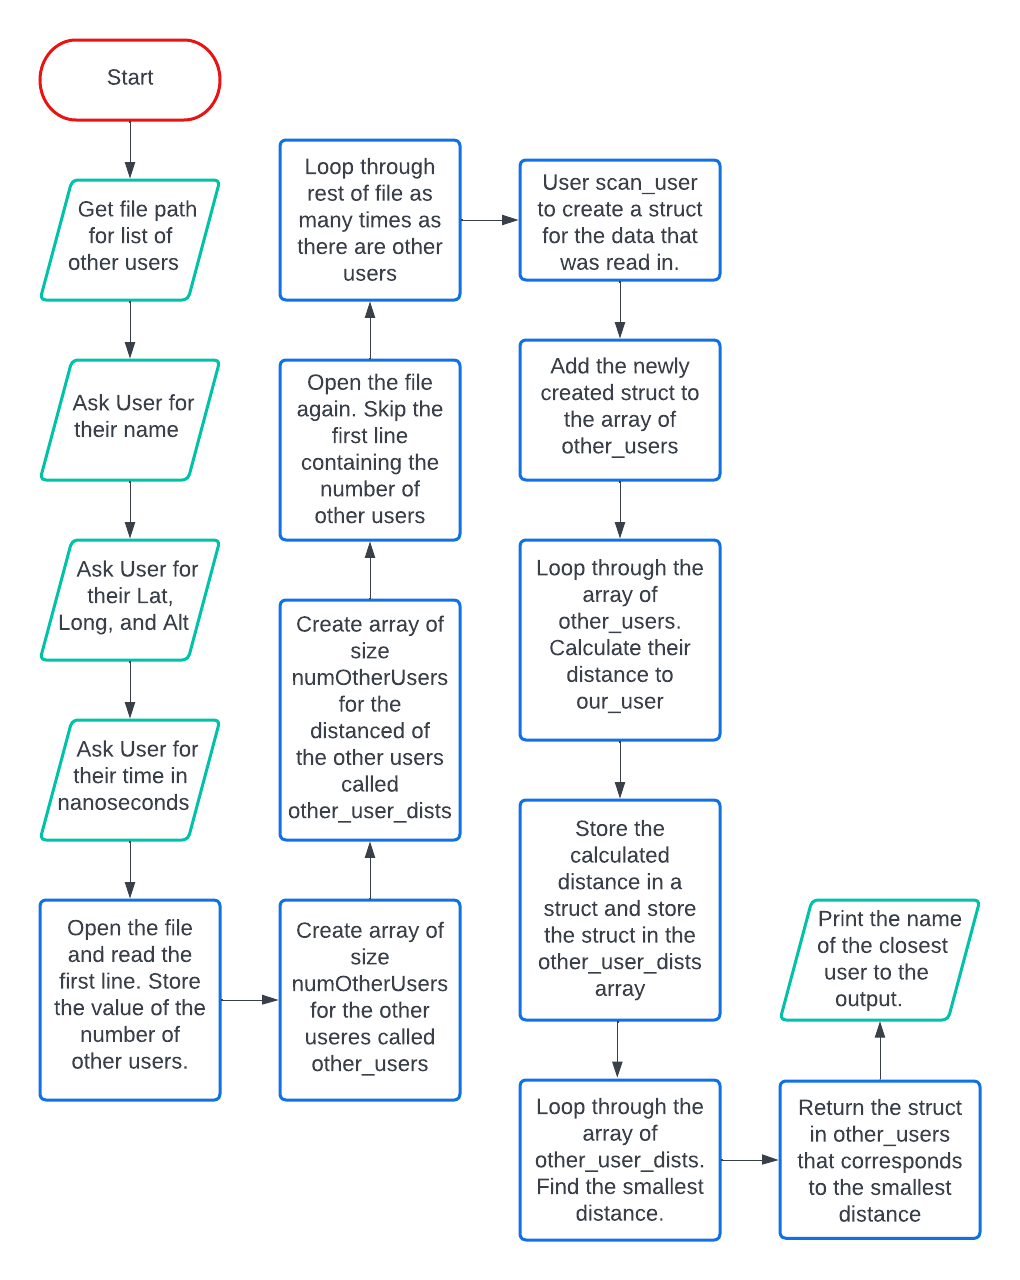 Start
Get file path
for list of
other users
Ask User for
their name
Ask User for
their Lat,
Long, and Alt
Ask User for
their time in
nanoseconds
Open the file
and read the
first line. Store
the value of the
number of
other users.
Create array of
size
numOtherUsers
for the other
useres called
other_users
Create array of
size
numOtherUsers
for the
distanced of
the other users
called
other_user_dists
Open the file
again. Skip the
first line
containing the
number of
other users
Loop through
rest of file as
many times as
there are other
users
User scan_user
to create a struct
for the data that
was read in.
Add the newly
created struct to
the array of
other_users
Loop through the
array of
other_users.
Calculate their
distance to
our_user
Store the
calculated
distance in a
struct and store
the struct in the
other_user_dists
array
Loop through the
array of
other_user_dists.
Find the smallest
distance.
Return the struct
in other_users
that corresponds
to the smallest
distance
Print the name
of the closest
user to the
output.